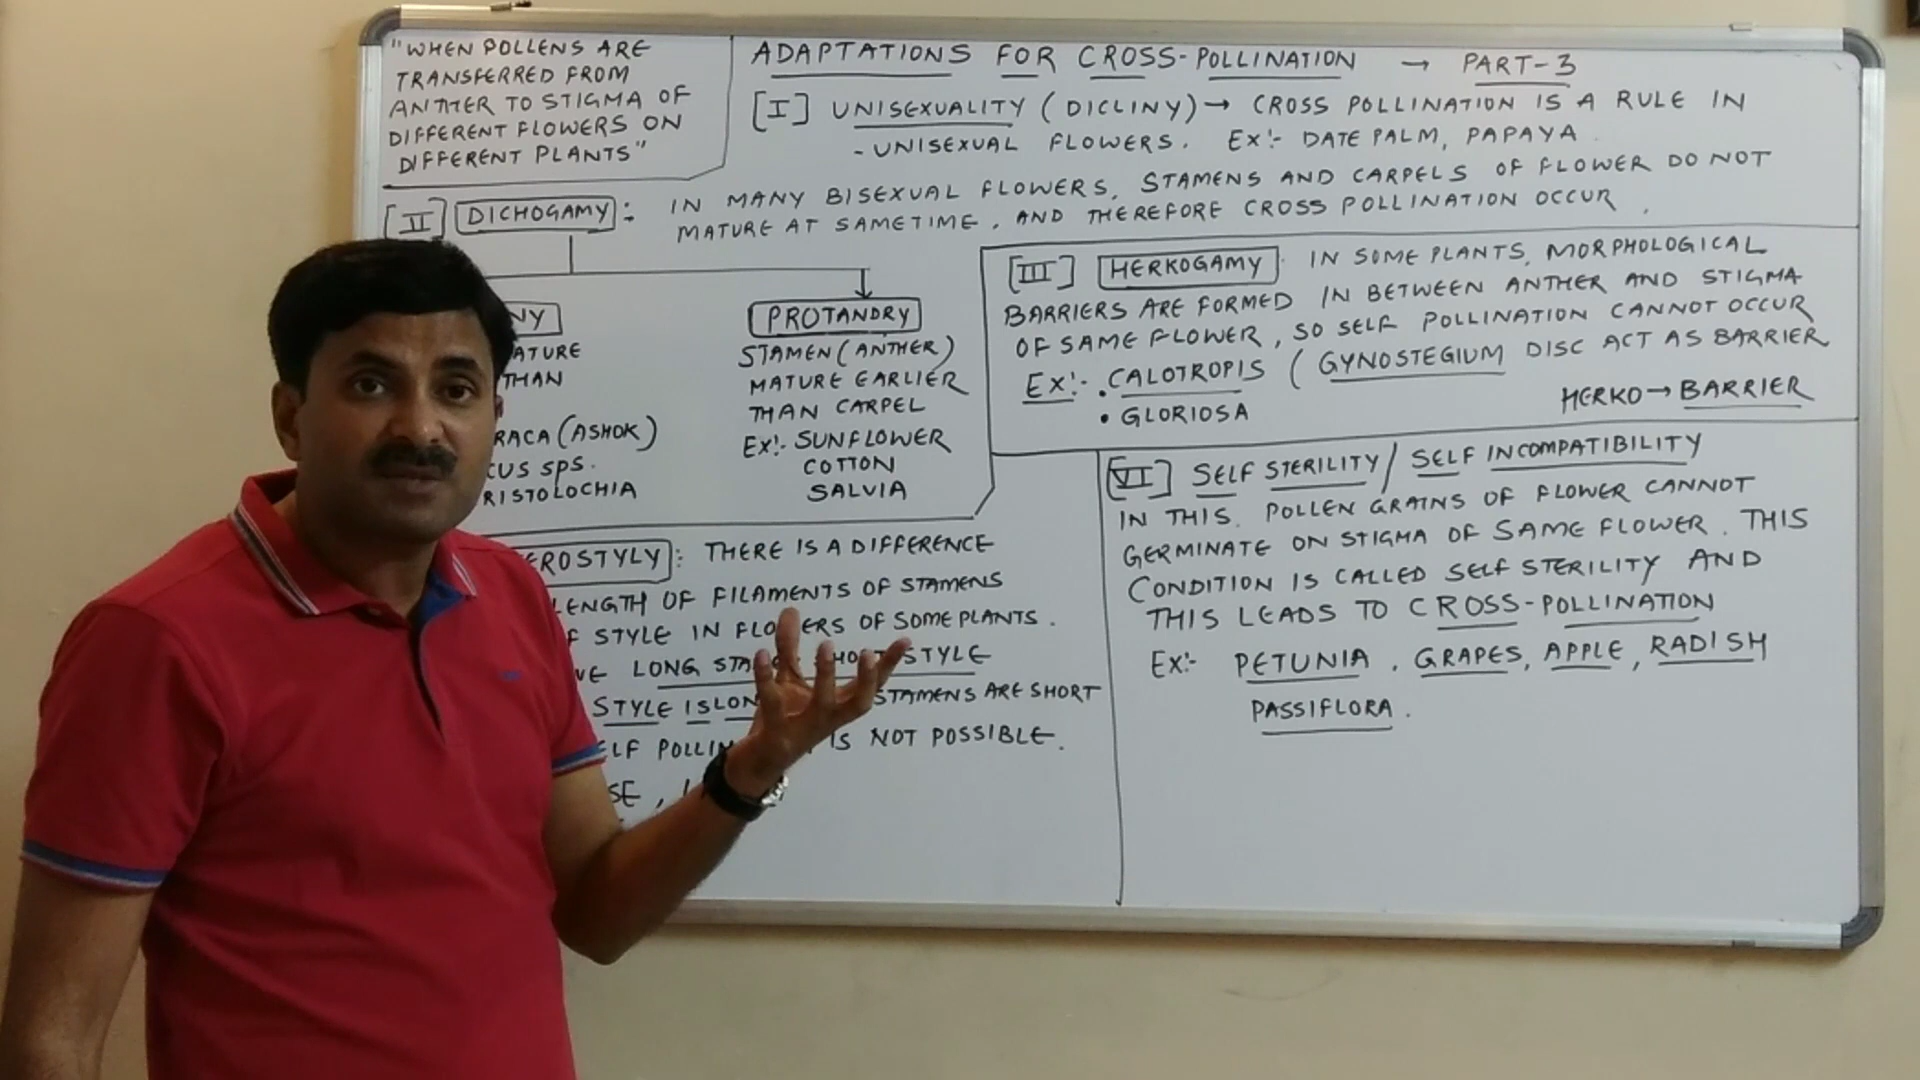 "WHEN POLLENS ARE
TRANSFERRED FROM
ANTHER TO STIGMA OF
DIFFERENT FLOWERS ON
DIFFERENT PLANTS"
ADAPTATIONS FOR CROSS-POLLINATION → PART-3
[I] UNISEXUALITY (DICLINY) → CROSS POLLINATION IS A RULE IN
- UNISEXUAL FLOWERS. EX:- DATE PALM, PAPAYA
[II] DICHOGAMY : IN MANY BISEXUAL FLOWERS, STAMENS AND CARPELS OF FLOWER DO NOT
MATURE AT SAMETIME, AND THEREFORE CROSS POLLINATION OCCUR.
NY
ATURE
THAN
RACA (ASHOK)
CUS SPS.
RISTOLOCHIA
PROTANDRY
STAMEN (ANTHER)
MATURE EARLIER
THAN CARPEL
EX:- SUNFLOWER
COTTON
SALVIA
[III] HERKOGAMY: IN SOME PLANTS, MORPHOLOGICAL
BARRIERS ARE FORMED IN BETWEEN ANTHER AND STIGMA
OF SAME FLOWER, SO SELF POLLINATION CANNOT OCCUR
EX:- • CALOTROPIS (GYNOSTEGIUM DISC ACT AS BARRIER
• GLORIOSA
HERKO → BARRIER
EROSTYLY : THERE IS A DIFFERENCE
LENGTH OF FILAMENTS OF STAMENS
F STYLE IN FLOWERS OF SOME PLANTS.
VE LONG STA SHORT STYLE
STYLE IS LON STAMENS ARE SHORT
ELF POLLIN IS NOT POSSIBLE.
SE,
[VI] SELF STERILITY / SELF INCOMPATIBILITY
IN THIS, POLLEN GRAINS OF FLOWER CANNOT
GERMINATE ON STIGMA OF SAME FLOWER. THIS
CONDITION IS CALLED SELF STERILITY AND
THIS LEADS TO CROSS-POLLINATION
EX:- PETUNIA, GRAPES, APPLE, RADISH
PASSIFLORA.